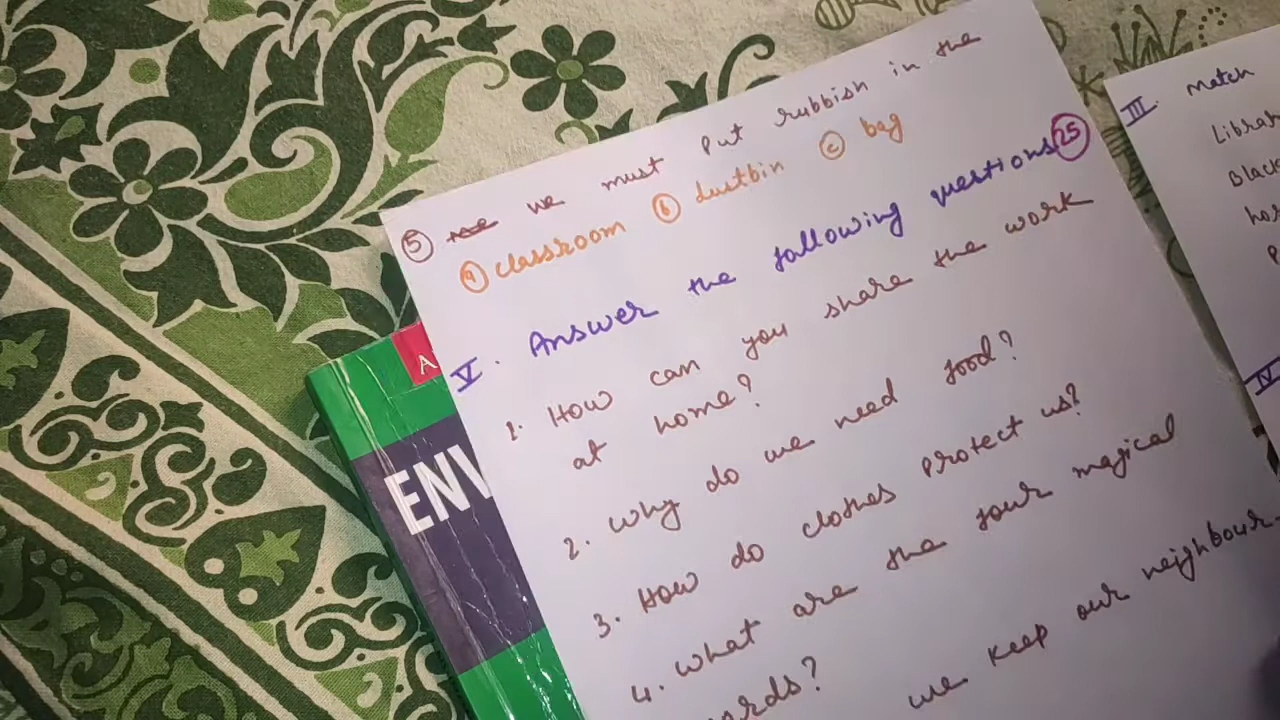 5 we must put rubbish in the
a classroom b dustbin c bag
V. Answer the following questions 25
1. How can you share the work
at home?
2. Why do we need food?
3. How do clothes protect us?
4. What are the four magical
we keep our neighbour
III. Match
IV
A
ENV